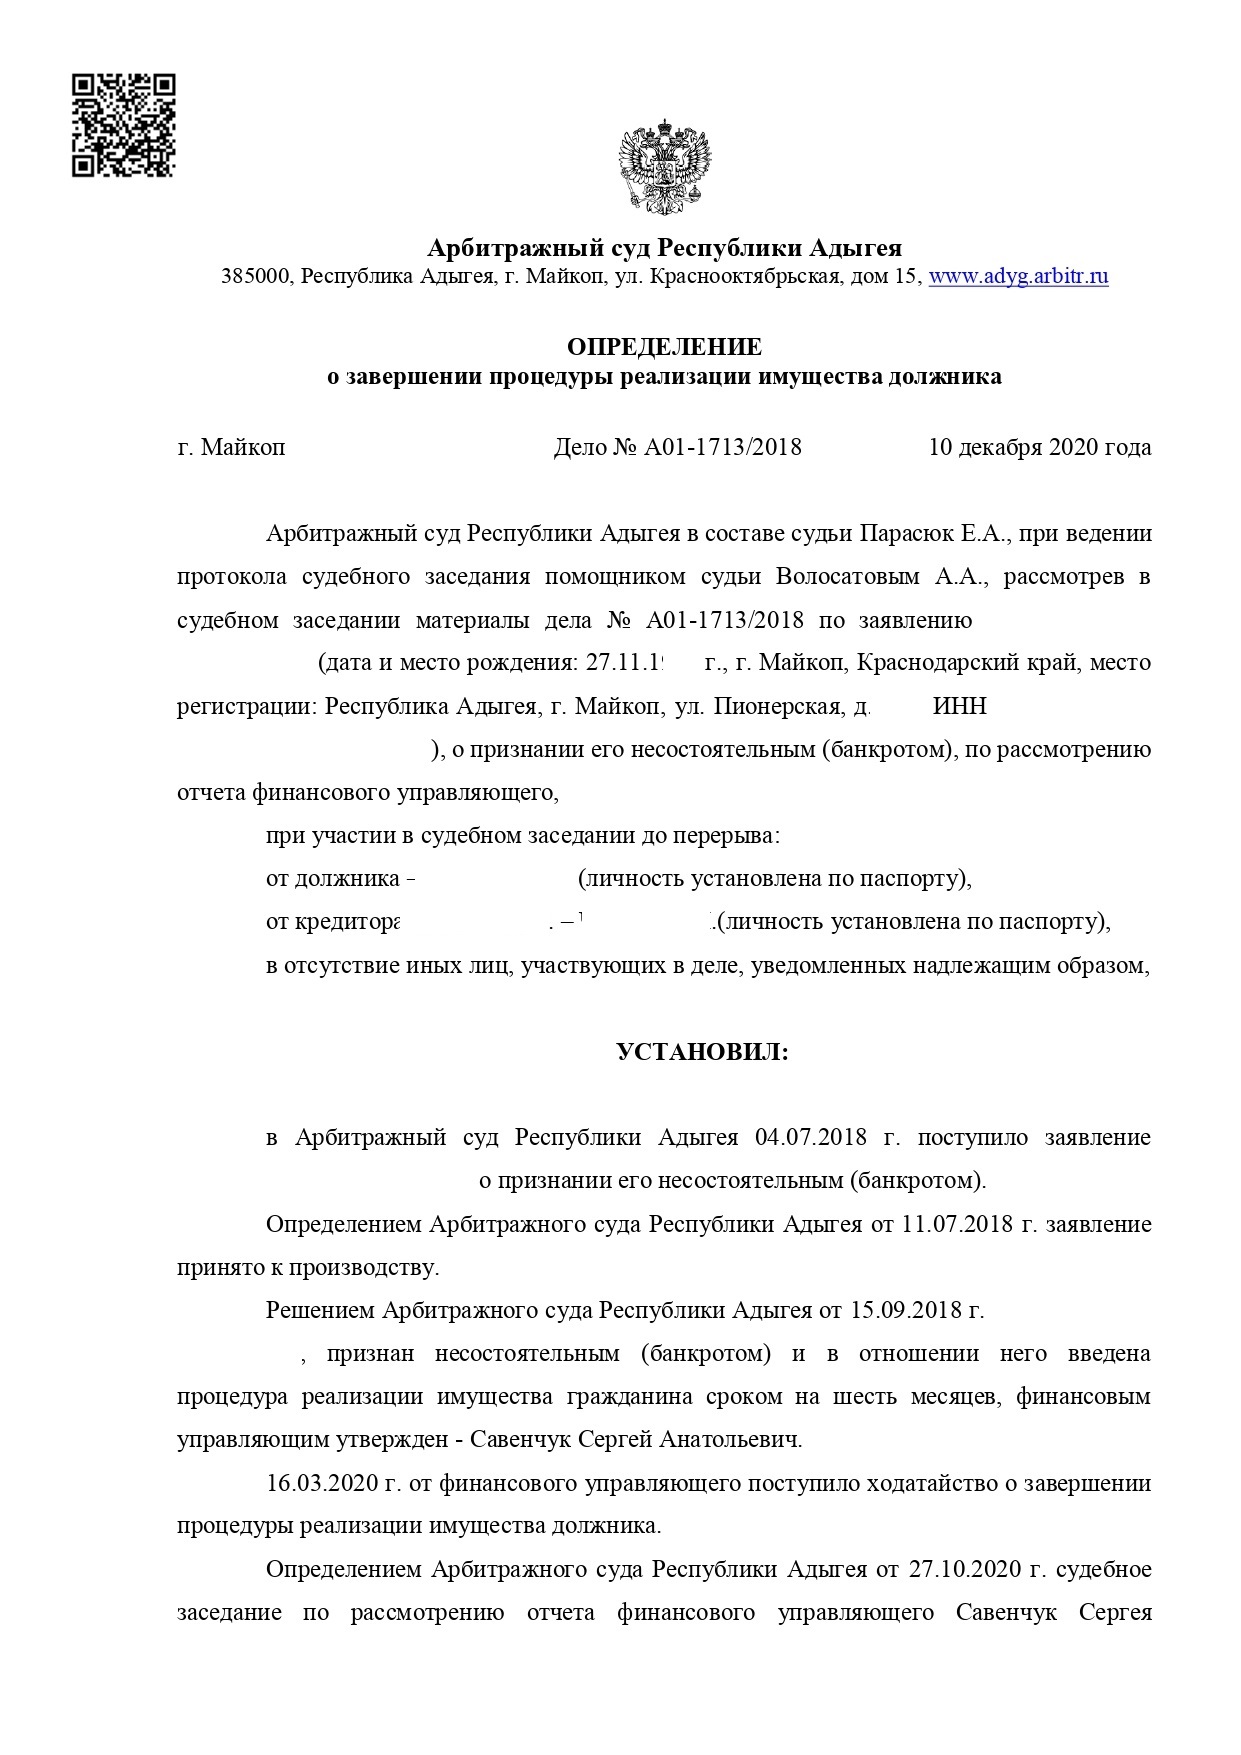 Арбитражный суд Республики Адыгея
385000, Республика Адыгея, г. Майкоп, ул. Краснооктябрьская, дом 15, www.adyg.arbitr.ru
ОПРЕДЕЛЕНИЕ
о завершении процедуры реализации имущества должника
г. Майкоп Дело № А01-1713/2018 10 декабря 2020 года
Арбитражный суд Республики Адыгея в составе судьи Парасюк Е.А., при ведении
протокола судебного заседания помощником судьи Волосатовым А.А., рассмотрев в
судебном заседании материалы дела № А01-1713/2018 по заявлению
(дата и место рождения: 27.11.1 г., г. Майкоп, Краснодарский край, место
регистрации: Республика Адыгея, г. Майкоп, ул. Пионерская, д. ИНН
), о признании его несостоятельным (банкротом), по рассмотрению
отчета финансового управляющего,
при участии в судебном заседании до перерыва:
от должника – (личность установлена по паспорту),
от кредитора . – .(личность установлена по паспорту),
в отсутствие иных лиц, участвующих в деле, уведомленных надлежащим образом,
УСТАНОВИЛ:
в Арбитражный суд Республики Адыгея 04.07.2018 г. поступило заявление
о признании его несостоятельным (банкротом).
Определением Арбитражного суда Республики Адыгея от 11.07.2018 г. заявление
принято к производству.
Решением Арбитражного суда Республики Адыгея от 15.09.2018 г.
, признан несостоятельным (банкротом) и в отношении него введена
процедура реализации имущества гражданина сроком на шесть месяцев, финансовым
управляющим утвержден - Савенчук Сергей Анатольевич.
16.03.2020 г. от финансового управляющего поступило ходатайство о завершении
процедуры реализации имущества должника.
Определением Арбитражного суда Республики Адыгея от 27.10.2020 г. судебное
заседание по рассмотрению отчета финансового управляющего Савенчук Сергея